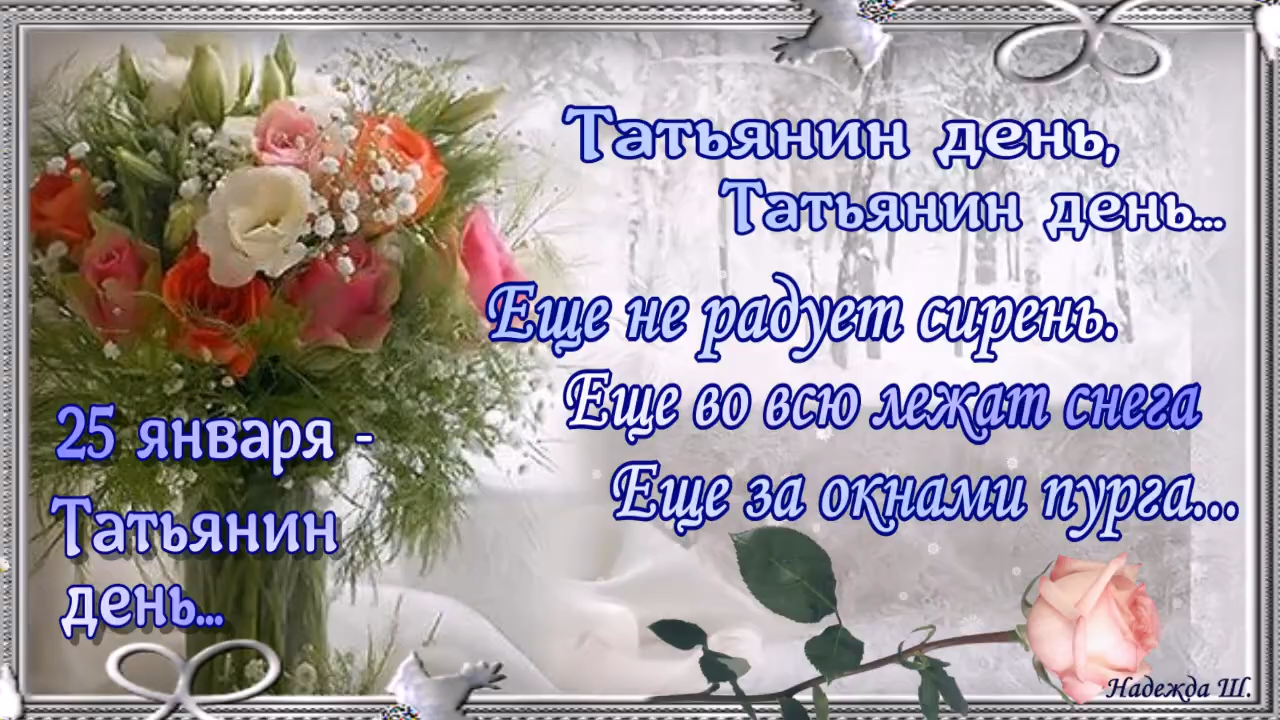 Татьянин день,
Татьянин день...
Еще не радует сирень.
Еще во всю лежат снега
Еще за окнами пурга...
25 января -
Татьянин
день...
Надежда Ш.